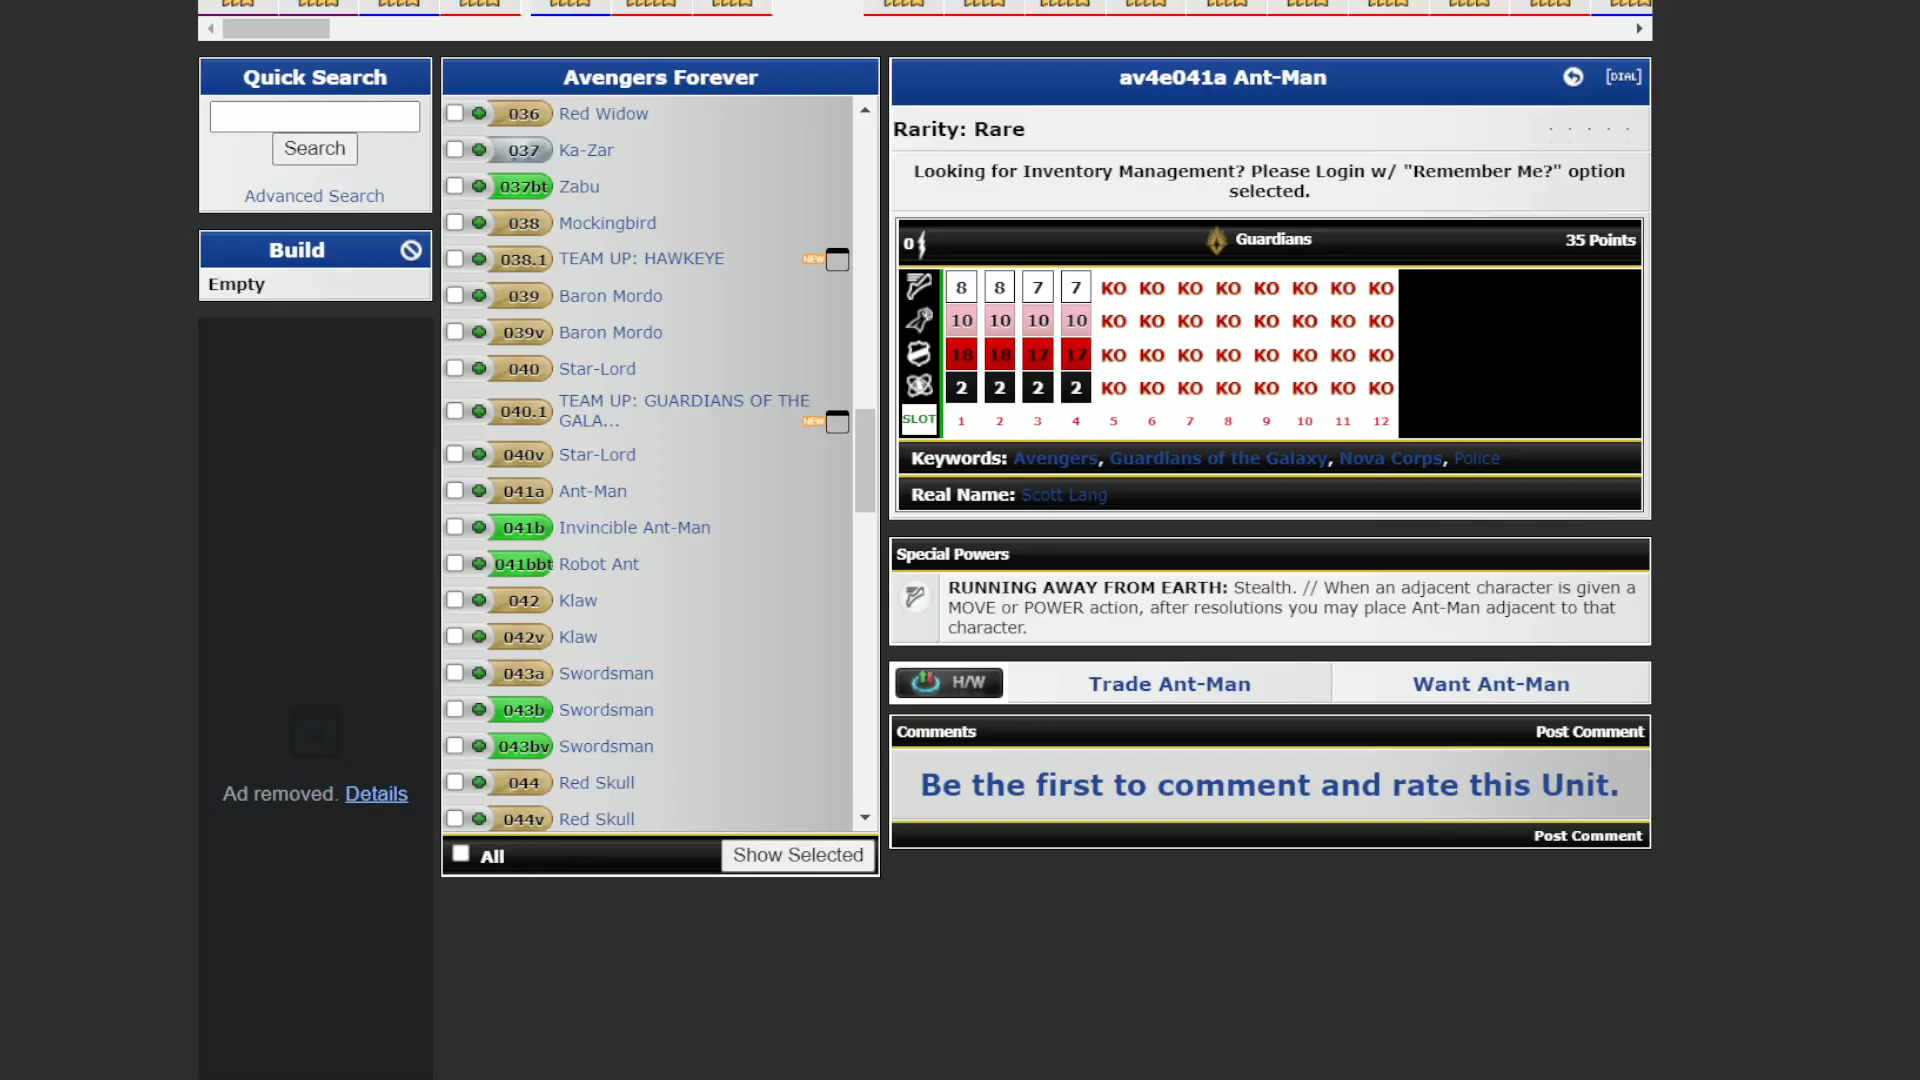 Quick Search
Search
Advanced Search
Build
Empty
Ad removed. Details
Avengers Forever
036 Red Widow
037 Ka-Zar
037bt Zabu
038 Mockingbird
038.1 TEAM UP: HAWKEYE NEW
039 Baron Mordo
039v Baron Mordo
040 Star-Lord
040.1 TEAM UP: GUARDIANS OF THE
GALA... NEW
040v Star-Lord
041a Ant-Man
041b Invincible Ant-Man
041bbt Robot Ant
042 Klaw
042v Klaw
043a Swordsman
043b Swordsman
043bv Swordsman
044 Red Skull
044v Red Skull
All Show Selected
av4e041a Ant-Man [DIAL]
Rarity: Rare
Looking for Inventory Management? Please Login w/ "Remember Me?" option
selected.
0 Guardians 35 Points
8 8 7 7 KO KO KO KO KO KO KO KO
10 10 10 10 KO KO KO KO KO KO KO KO
18 18 17 17 KO KO KO KO KO KO KO KO
2 2 2 2 KO KO KO KO KO KO KO KO
SLOT 1 2 3 4 5 6 7 8 9 10 11 12
Keywords: Avengers, Guardians of the Galaxy, Nova Corps, Police
Real Name: Scott Lang
Special Powers
RUNNING AWAY FROM EARTH: Stealth. // When an adjacent character is given a
MOVE or POWER action, after resolutions you may place Ant-Man adjacent to that
character.
H/W Trade Ant-Man Want Ant-Man
Comments Post Comment
Be the first to comment and rate this Unit.
Post Comment